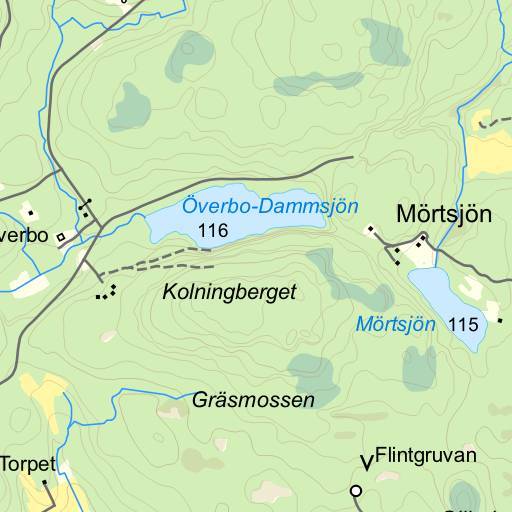 Överbo-Dammsjön
116
Mörtsjön
verbo
Kolningberget
Mörtsjön 115
Gräsmossen
Torpet
Flintgruvan